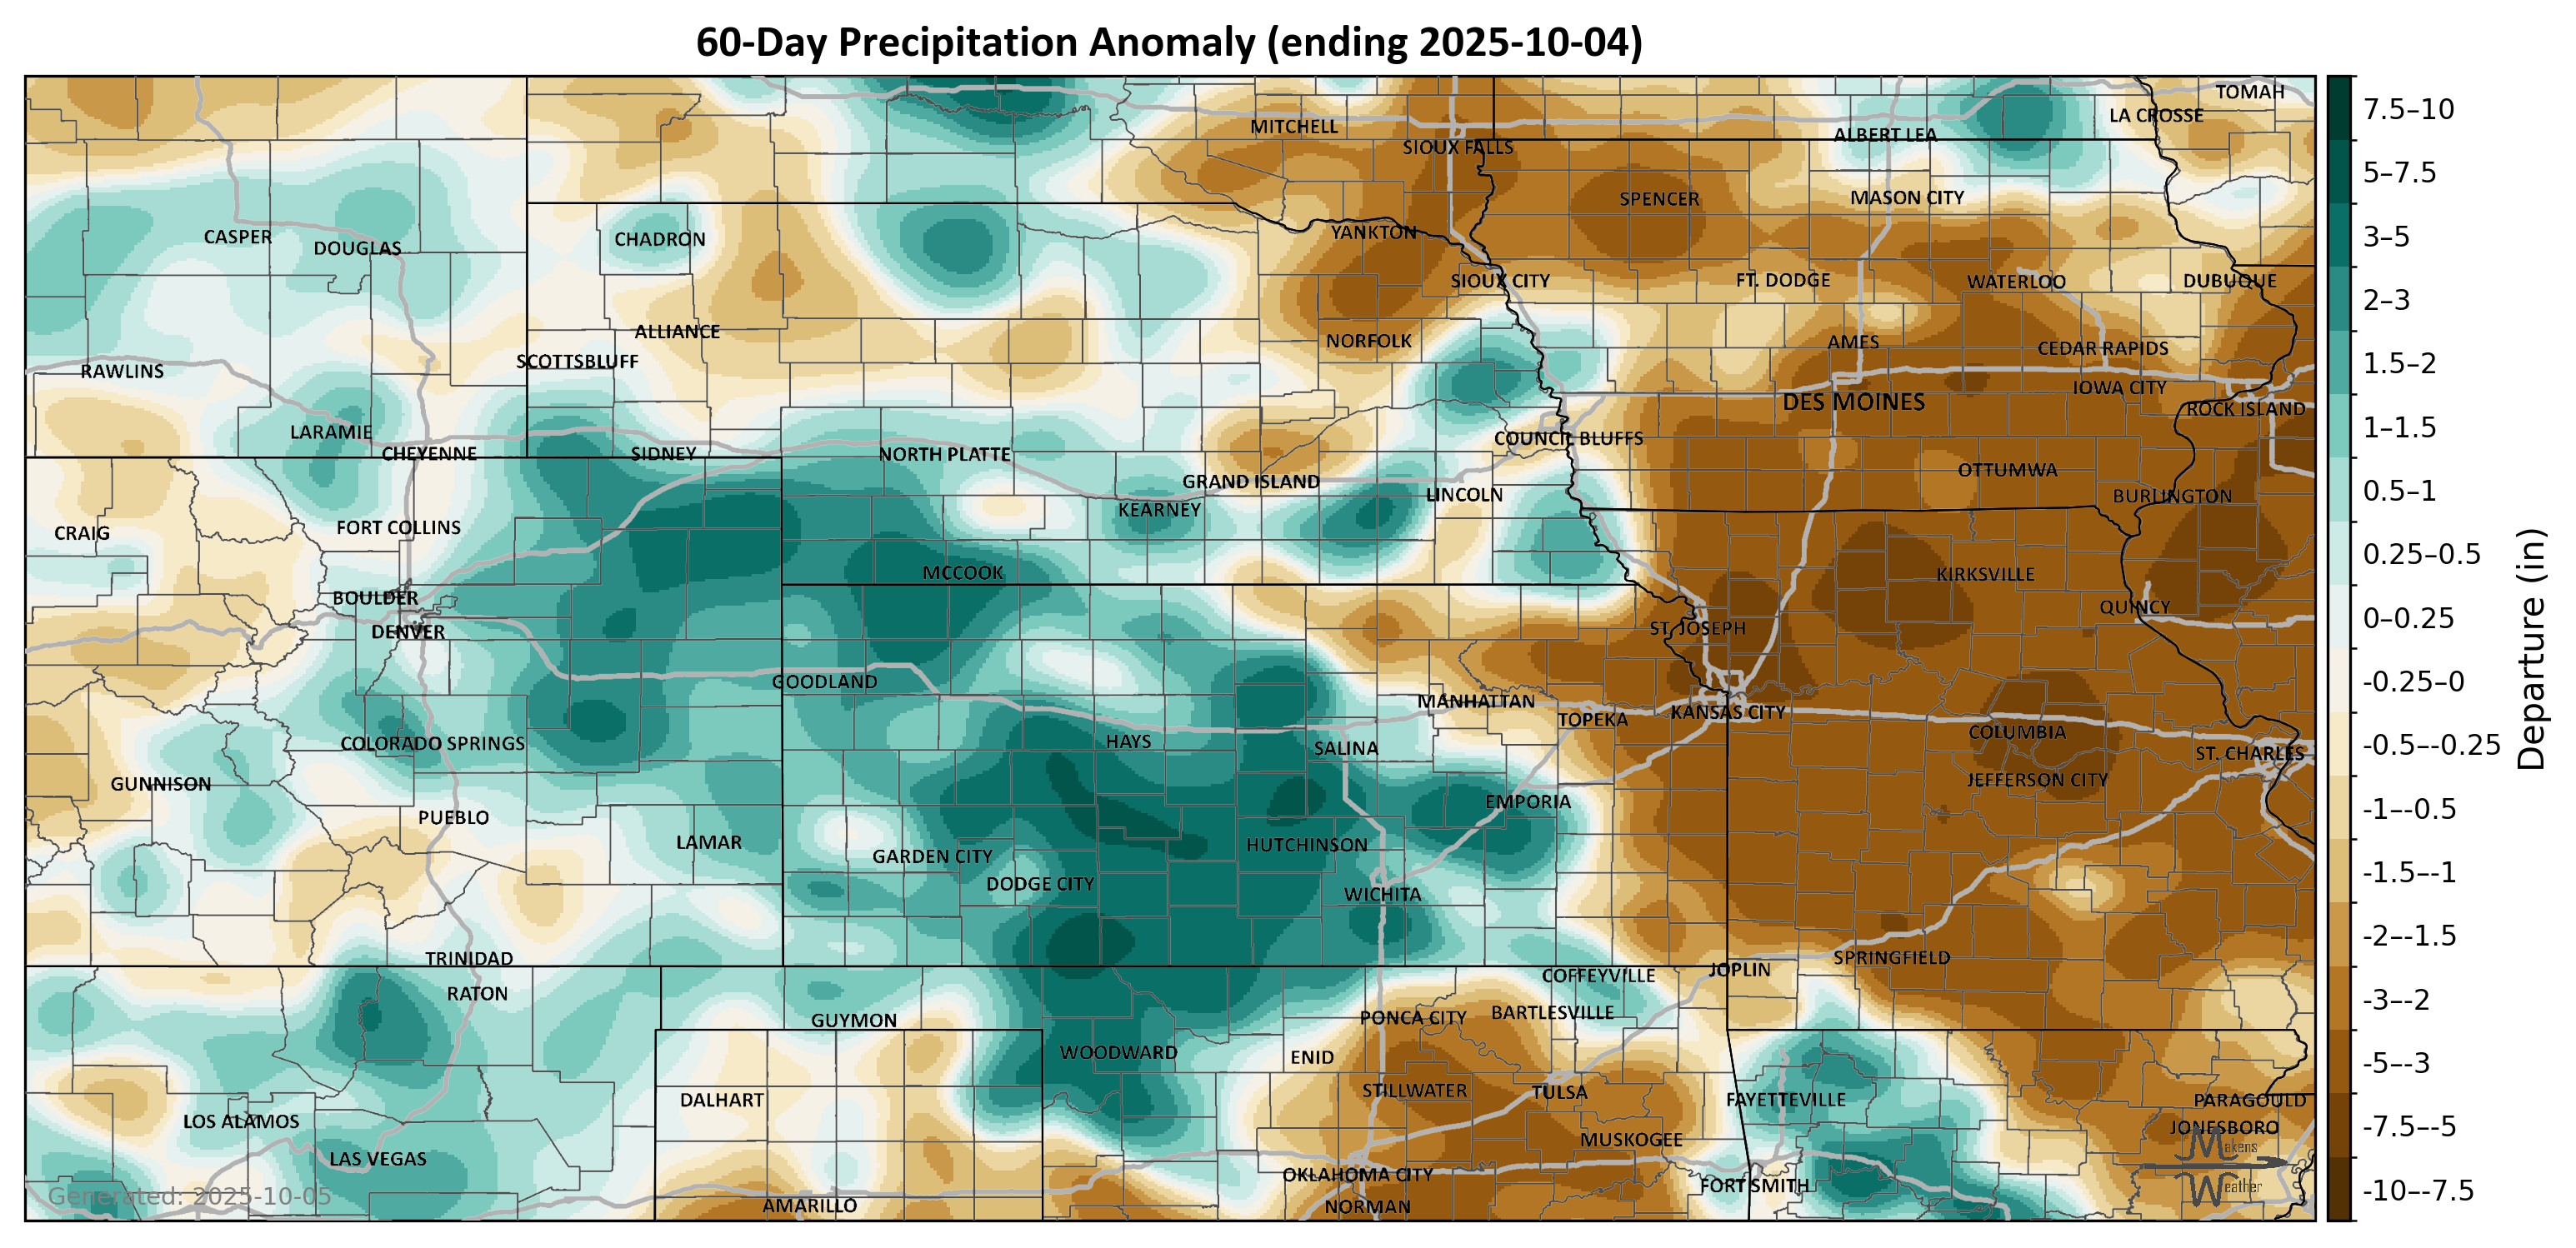 60-Day Precipitation Anomaly (ending 2025-10-04)
TOMAH
LA CROSSE
MITCHELL
ALBERT LEA
SIOUX FALLS
SPENCER
MASON CITY
CASPER
DOUGLAS
CHADRON
YANKTON
SIOUX CITY
FT. DODGE
WATERLOO
DUBUQUE
ALLIANCE
NORFOLK
AMES
CEDAR RAPIDS
SCOTTSBLUFF
RAWLINS
IOWA CITY
DES MOINES
ROCK ISLAND
LARAMIE
CHEYENNE
SIDNEY
NORTH PLATTE
COUNCIL BLUFFS
OTTUMWA
GRAND ISLAND
LINCOLN
BURLINGTON
KEARNEY
CRAIG
FORT COLLINS
MCCOOK
KIRKSVILLE
BOULDER
QUINCY
DENVER
ST. JOSEPH
GOODLAND
MANHATTAN
TOPEKA
KANSAS CITY
COLORADO SPRINGS
HAYS
SALINA
COLUMBIA
ST. CHARLES
GUNNISON
JEFFERSON CITY
PUEBLO
EMPORIA
LAMAR
GARDEN CITY
HUTCHINSON
DODGE CITY
WICHITA
TRINIDAD
SPRINGFIELD
COFFEYVILLE
JOPLIN
RATON
GUYMON
PONCA CITY
BARTLESVILLE
WOODWARD
ENID
STILLWATER
TULSA
DALHART
FAYETTEVILLE
PARAGOULD
LOS ALAMOS
JONESBORO
MUSKOGEE
LAS VEGAS
OKLAHOMA CITY
FORT SMITH
AMARILLO
NORMAN
Generated: 2025-10-05
Makens
Weather
7.5–10
5–7.5
3–5
2–3
1.5–2
1–1.5
0.5–1
0.25–0.5
0–0.25
-0.25–0
-0.5–-0.25
-1–-0.5
-1.5–-1
-2–-1.5
-3–-2
-5–-3
-7.5–-5
-10–-7.5
Departure (in)